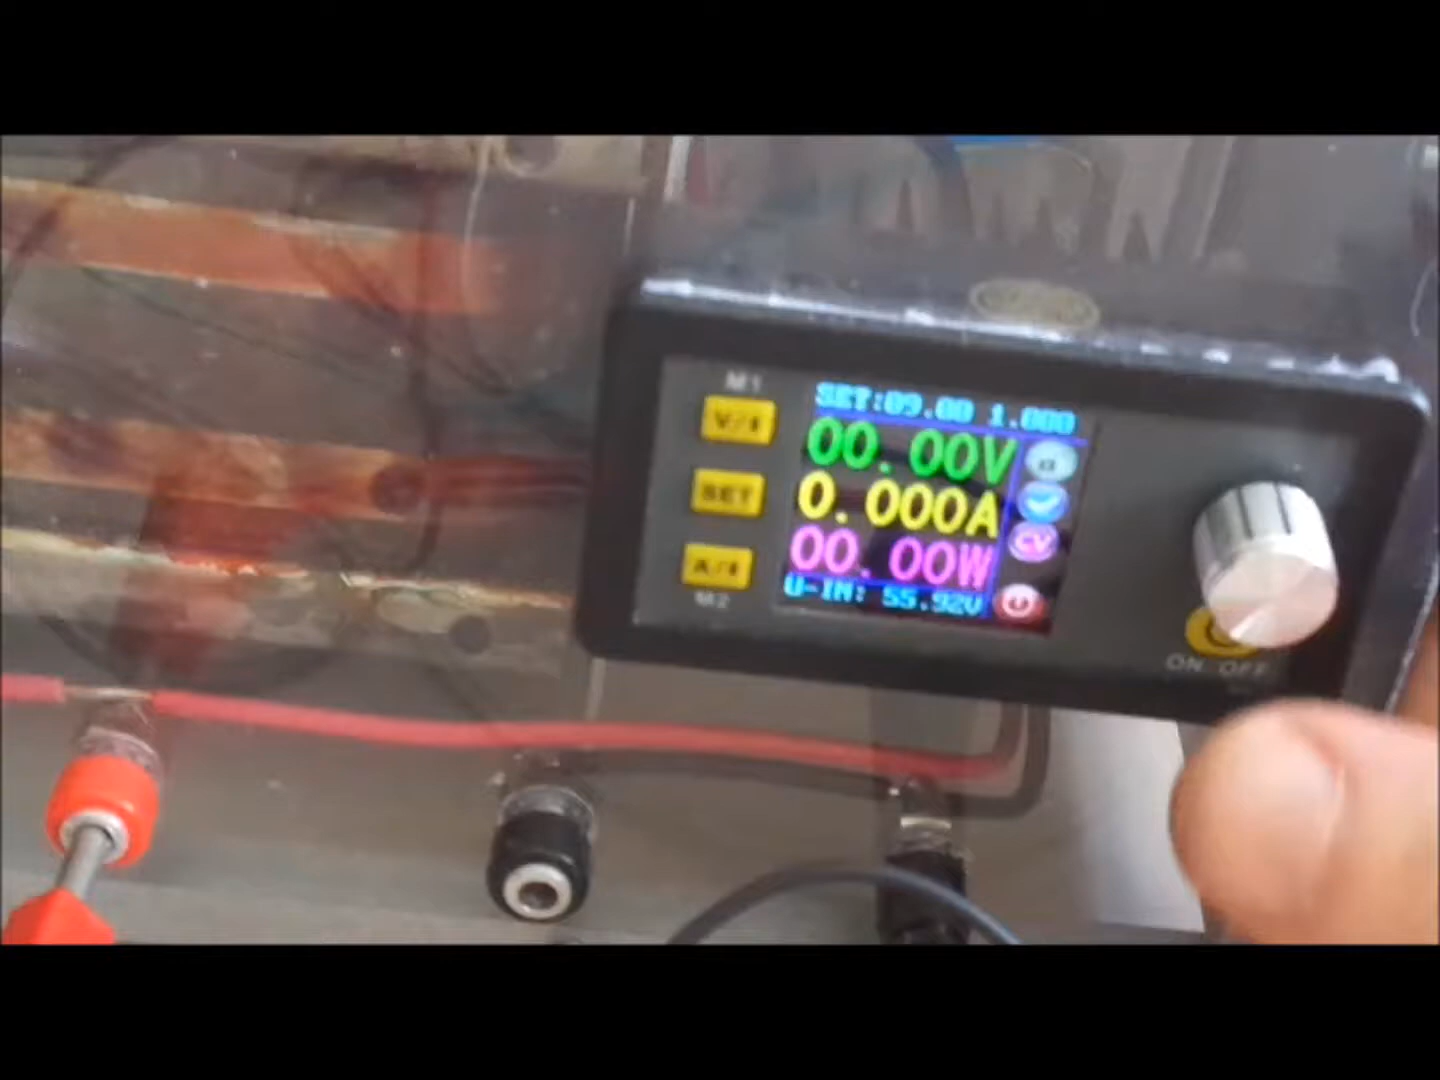 M1
V/⬆
SET:09.00 1.000
00.00V
SET
0.000A
CV
00.00W
A/⬇
M2
U-IN: 55.92V
ON OFF